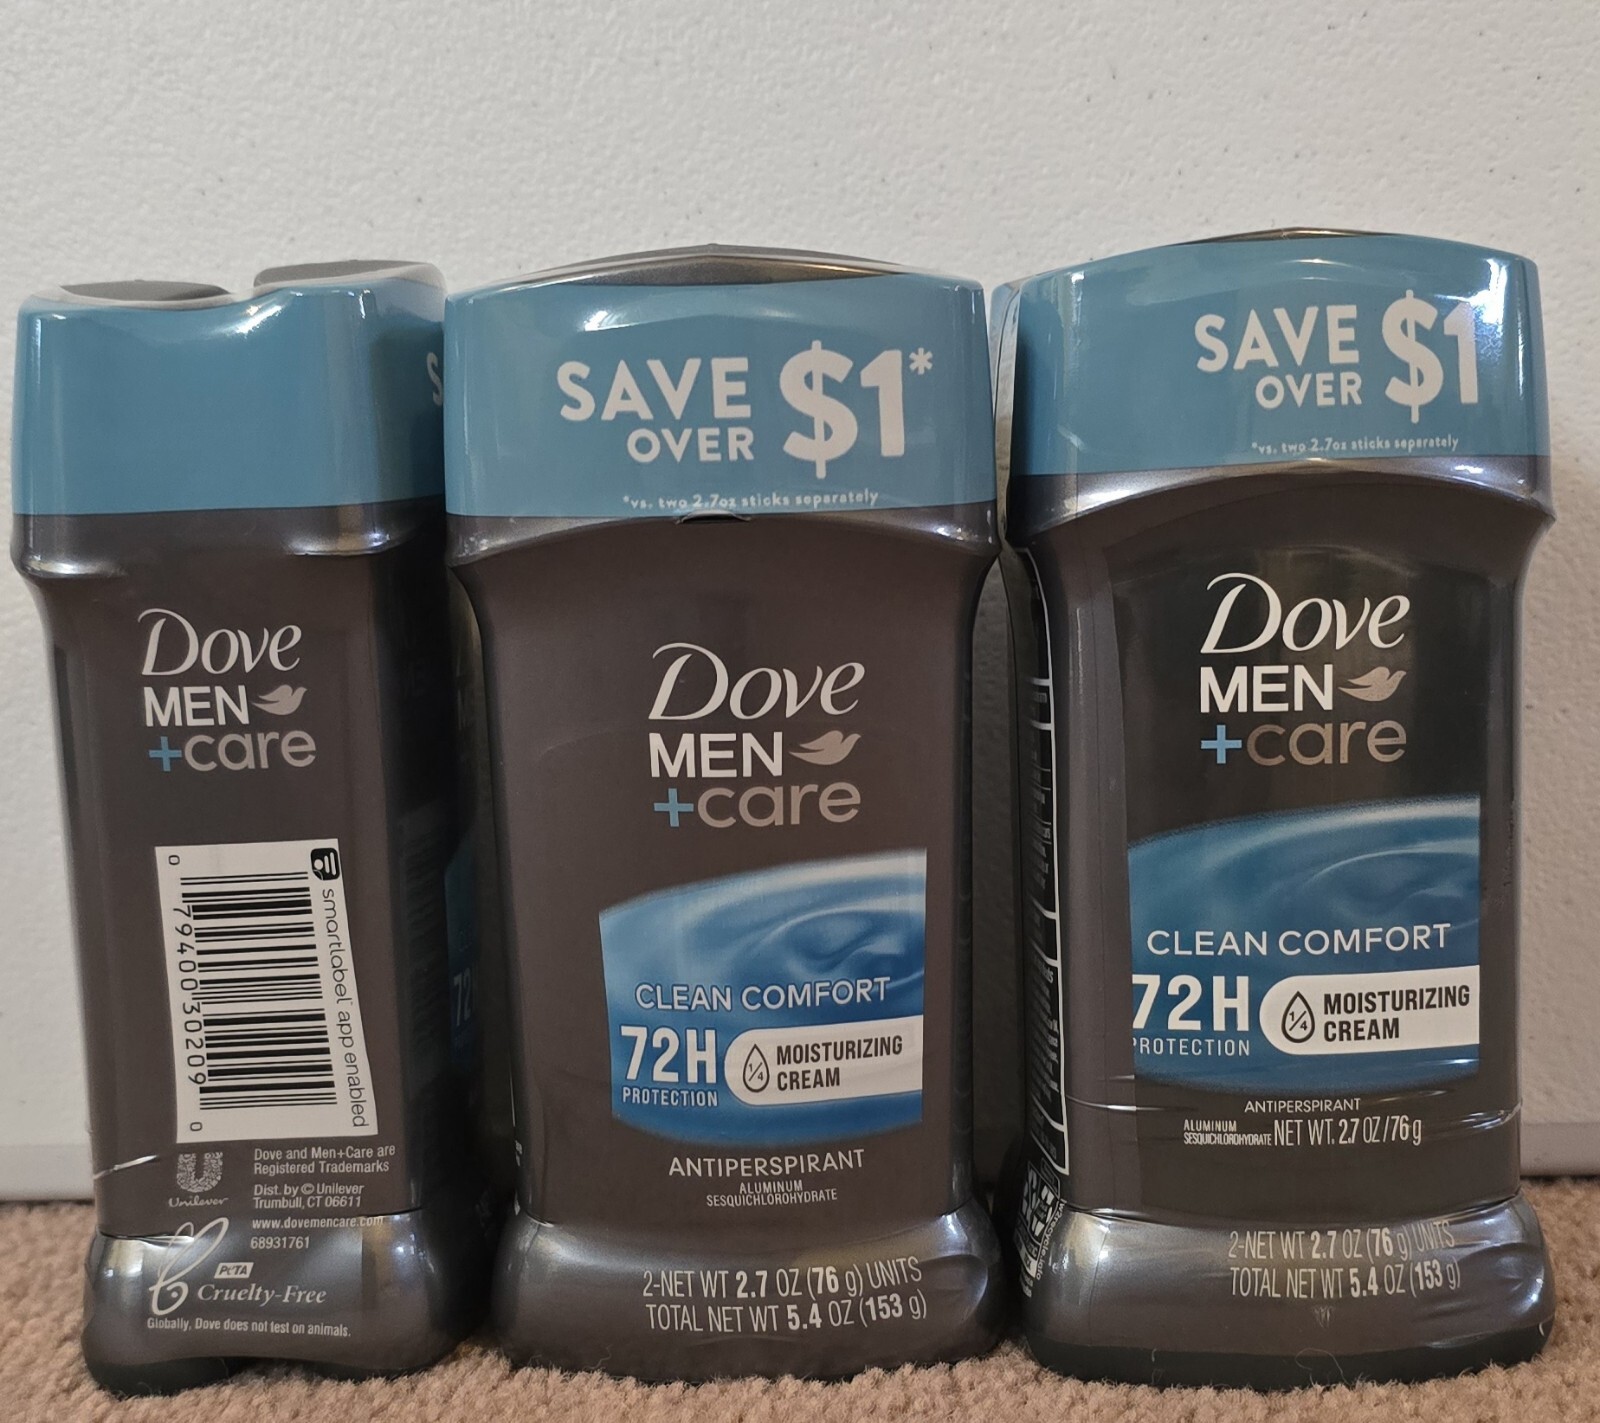 Dove
MEN
+care
0 79400 30209 0
smartlabel app enabled
Unilever
Dove and Men+Care are
Registered Trademarks
Dist. by © Unilever
Trumbull, CT 06611
www.dovemencare.com
68931761
PETA
Cruelty-Free
Globally, Dove does not test on animals.
S
72
SAVE
OVER
$1*
*vs. two 2.7oz sticks separately
Dove
MEN
+care
CLEAN COMFORT
72H
PROTECTION
1/4
MOISTURIZING
CREAM
ANTIPERSPIRANT
ALUMINUM
SESQUICHLOROHYDRATE
2-NET WT 2.7 OZ (76 g) UNITS
TOTAL NET WT 5.4 OZ (153 g)
SAVE
OVER
$1
*vs. two 2.7oz sticks separately
Dove
MEN
+care
CLEAN COMFORT
72H
PROTECTION
1/4
MOISTURIZING
CREAM
ANTIPERSPIRANT
ALUMINUM
SESQUICHLOROHYDRATE NET WT. 2.7 OZ/76 g
2-NET WT 2.7 OZ (76 g) UNITS
TOTAL NET WT 5.4 OZ (153 g)